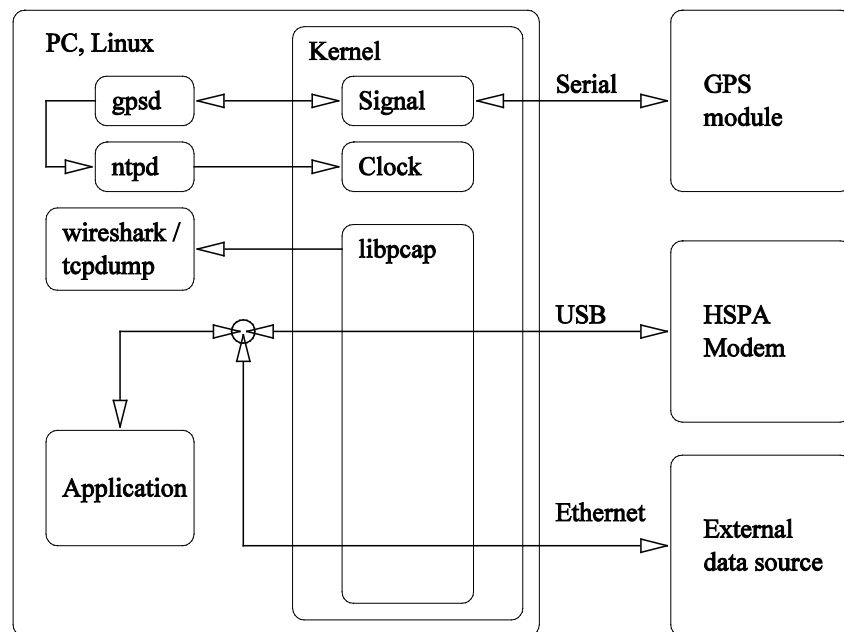 PC, Linux
Kernel
gpsd
Signal
Serial
GPS
module
ntpd
Clock
wireshark /
tcpdump
libpcap
USB
HSPA
Modem
Application
Ethernet
External
data source